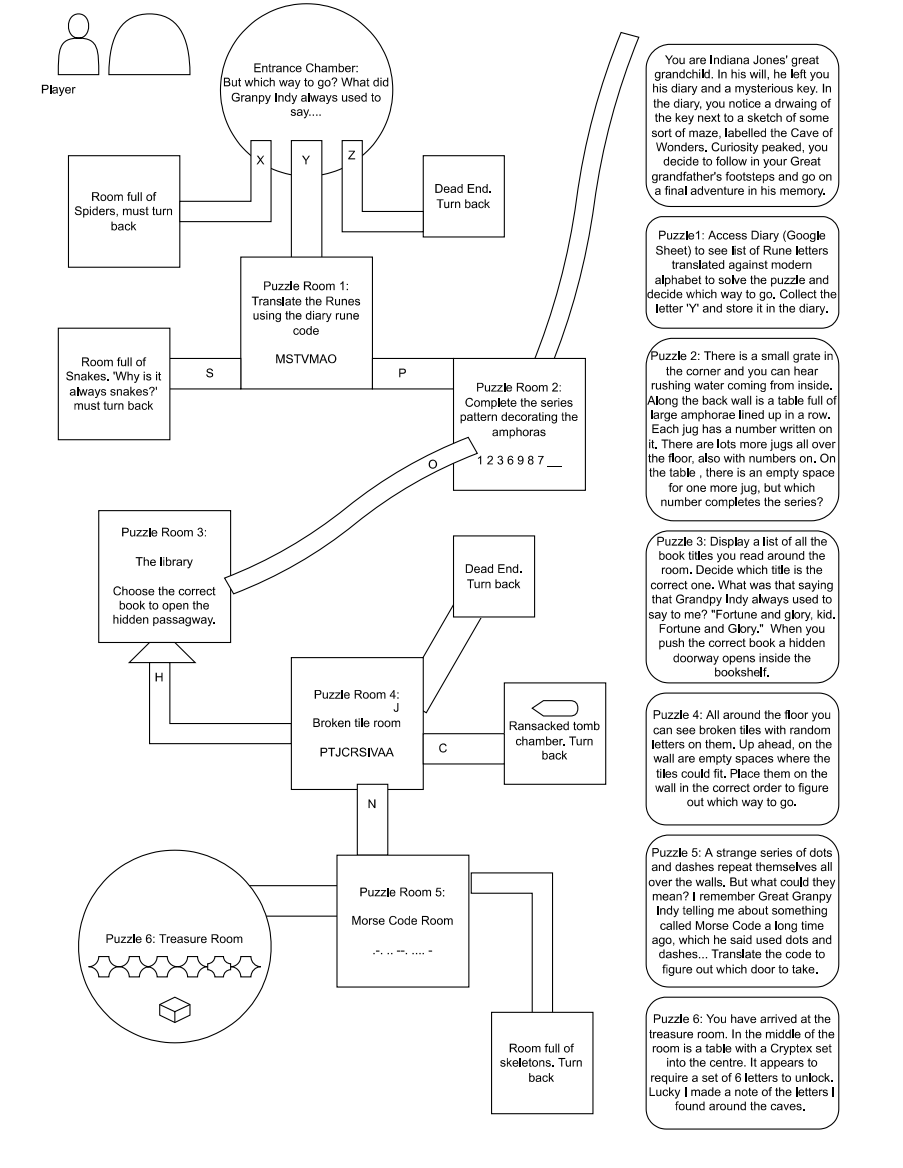 Player
Entrance Chamber:
But which way to go? What did
Granpy Indy always used to
say....
X
Y
Z
Room full of
Spiders, must turn
back
Dead End.
Turn back
Puzzle Room 1:
Translate the Runes
using the diary rune
code
MSTVMAO
Room full of
Snakes. 'Why is it
always snakes?'
must turn back
S
P
Puzzle Room 2:
Complete the series
pattern decorating the
amphoras
1 2 3 6 9 8 7 __
O
Puzzle Room 3:
The library
Choose the correct
book to open the
hidden passagway.
H
Dead End.
Turn back
Puzzle Room 4:
J
Broken tile room
PTJCRSIVAA
C
Ransacked tomb
chamber. Turn
back
N
Puzzle Room 5:
Morse Code Room
.-. .. --. .... -
Puzzle 6: Treasure Room
Room full of
skeletons. Turn
back
You are Indiana Jones' great
grandchild. In his will, he left you
his diary and a mysterious key. In
the diary, you notice a drwaing of
the key next to a sketch of some
sort of maze, labelled the Cave of
Wonders. Curiosity peaked, you
decide to follow in your Great
grandfather's footsteps and go on
a final adventure in his memory.
Puzzle1: Access Diary (Google
Sheet) to see list of Rune letters
translated against modern
alphabet to solve the puzzle and
decide which way to go. Collect the
letter 'Y' and store it in the diary.
Puzzle 2: There is a small grate in
the corner and you can hear
rushing water coming from inside.
Along the back wall is a table full of
large amphorae lined up in a row.
Each jug has a number written on
it. There are lots more jugs all over
the floor, also with numbers on. On
the table , there is an empty space
for one more jug, but which
number completes the series?
Puzzle 3: Display a list of all the
book titles you read around the
room. Decide which title is the
correct one. What was that saying
that Grandpy Indy always used to
say to me? "Fortune and glory, kid.
Fortune and Glory." When you
push the correct book a hidden
doorway opens inside the
bookshelf.
Puzzle 4: All around the floor you
can see broken tiles with random
letters on them. Up ahead, on the
wall are empty spaces where the
tiles could fit. Place them on the
wall in the correct order to figure
out which way to go.
Puzzle 5: A strange series of dots
and dashes repeat themselves all
over the walls. But what could they
mean? I remember Great Granpy
Indy telling me about something
called Morse Code a long time
ago, which he said used dots and
dashes... Translate the code to
figure out which door to take.
Puzzle 6: You have arrived at the
treasure room. In the middle of the
room is a table with a Cryptex set
into the centre. It appears to
require a set of 6 letters to unlock.
Lucky I made a note of the letters I
found around the caves.